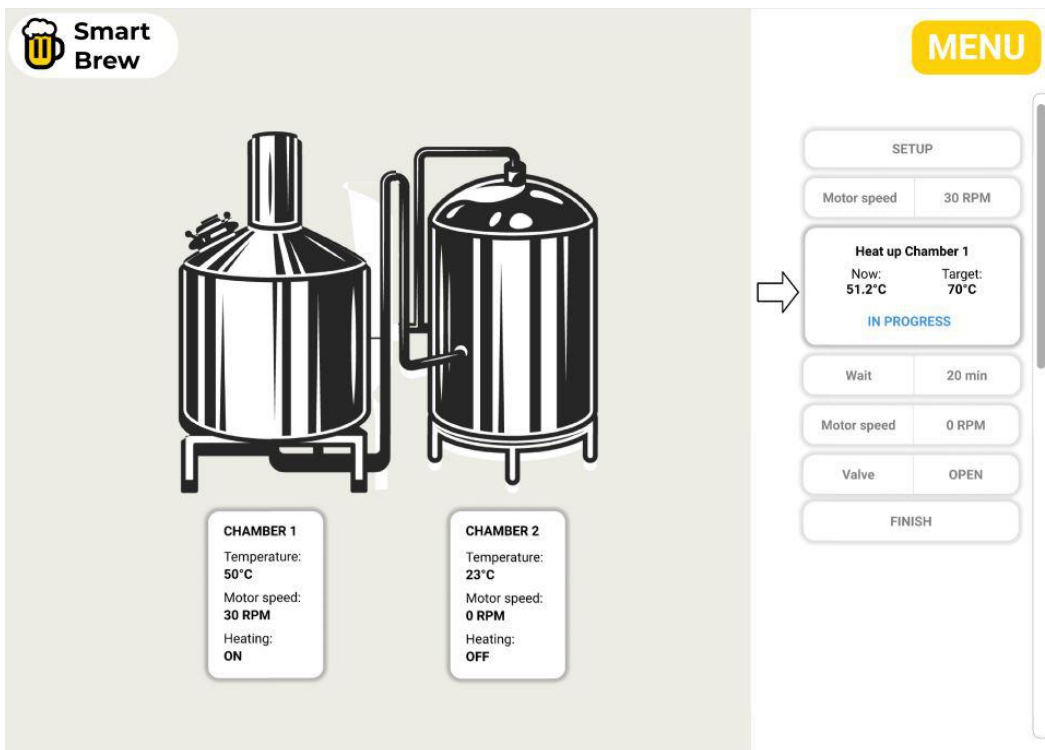 Smart
Brew
MENU
SETUP
Motor speed 30 RPM
Heat up Chamber 1
Now: Target:
51.2°C 70°C
IN PROGRESS
Wait 20 min
Motor speed 0 RPM
Valve OPEN
FINISH
CHAMBER 1
Temperature:
50°C
Motor speed:
30 RPM
Heating:
ON
CHAMBER 2
Temperature:
23°C
Motor speed:
0 RPM
Heating:
OFF